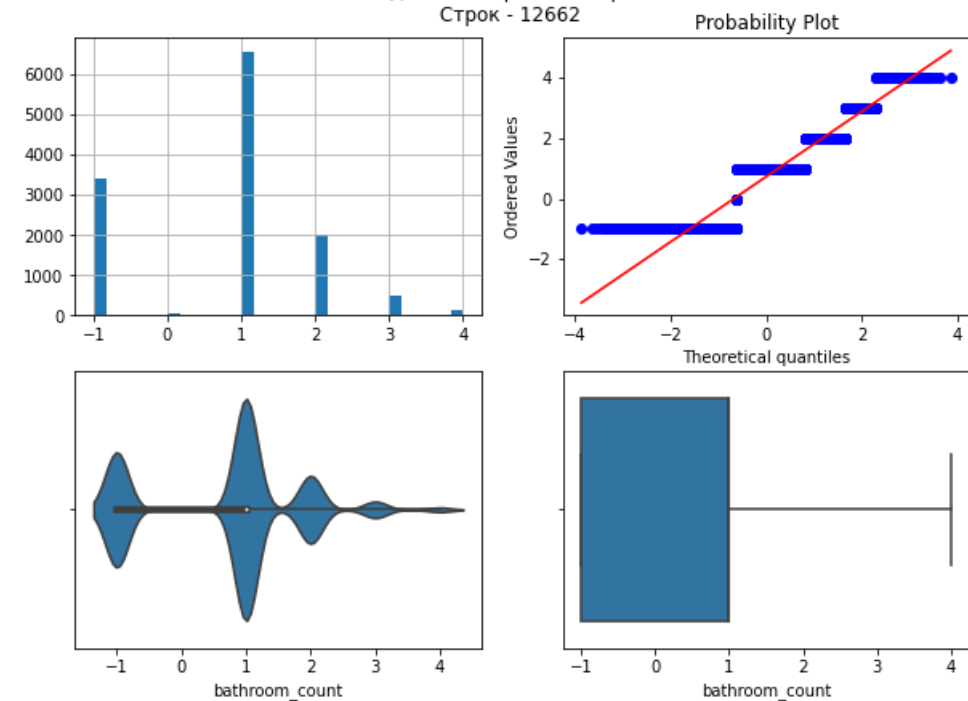 Строк - 12662
Probability Plot
6000
5000
4000
3000
2000
1000
0
−1 0 1 2 3 4
Ordered Values
4
2
0
−2
−4 −2 0 2 4
Theoretical quantiles
−1 0 1 2 3 4
bathroom_count
−1 0 1 2 3 4
bathroom_count